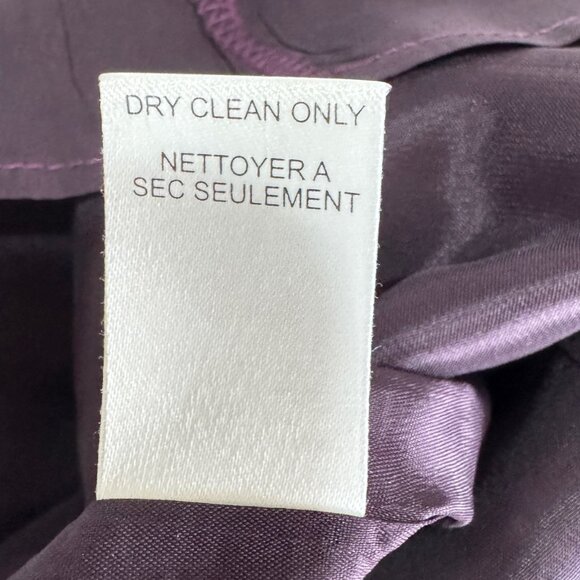 DRY CLEAN ONLY
NETTOYER A
SEC SEULEMENT